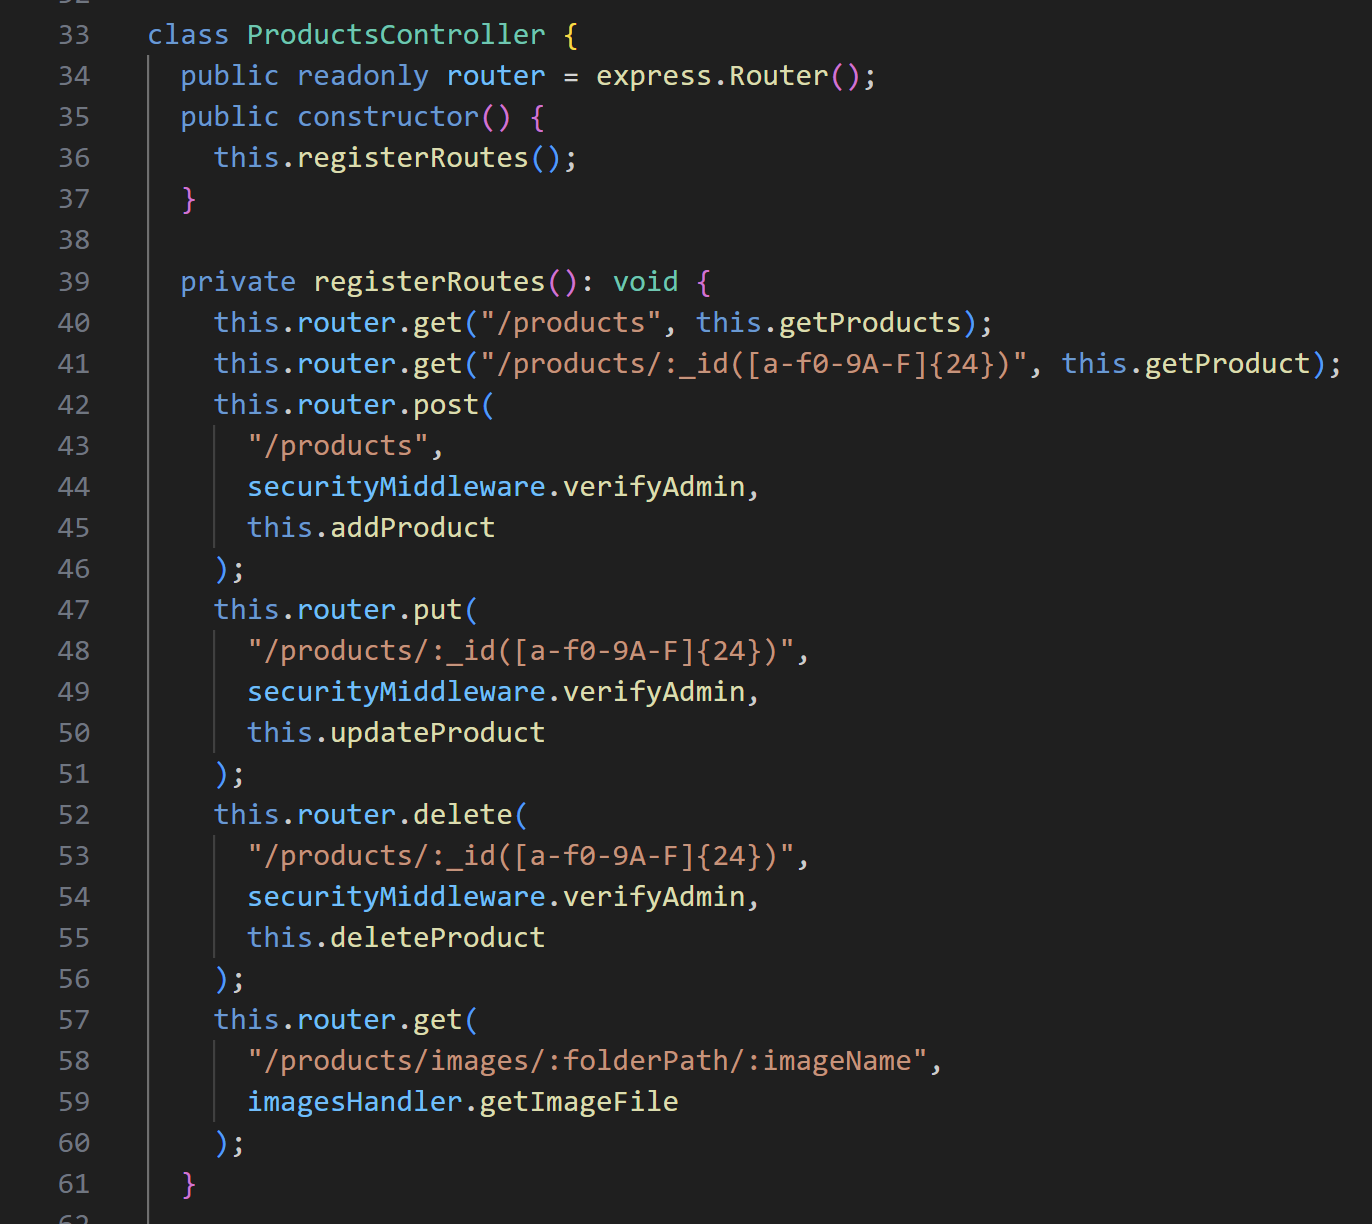 33 class ProductsController {
34 public readonly router = express.Router();
35 public constructor() {
36 this.registerRoutes();
37 }
38
39 private registerRoutes(): void {
40 this.router.get("/products", this.getProducts);
41 this.router.get("/products/:_id([a-f0-9A-F]{24})", this.getProduct);
42 this.router.post(
43 "/products",
44 securityMiddleware.verifyAdmin,
45 this.addProduct
46 );
47 this.router.put(
48 "/products/:_id([a-f0-9A-F]{24})",
49 securityMiddleware.verifyAdmin,
50 this.updateProduct
51 );
52 this.router.delete(
53 "/products/:_id([a-f0-9A-F]{24})",
54 securityMiddleware.verifyAdmin,
55 this.deleteProduct
56 );
57 this.router.get(
58 "/products/images/:folderPath/:imageName",
59 imagesHandler.getImageFile
60 );
61 }